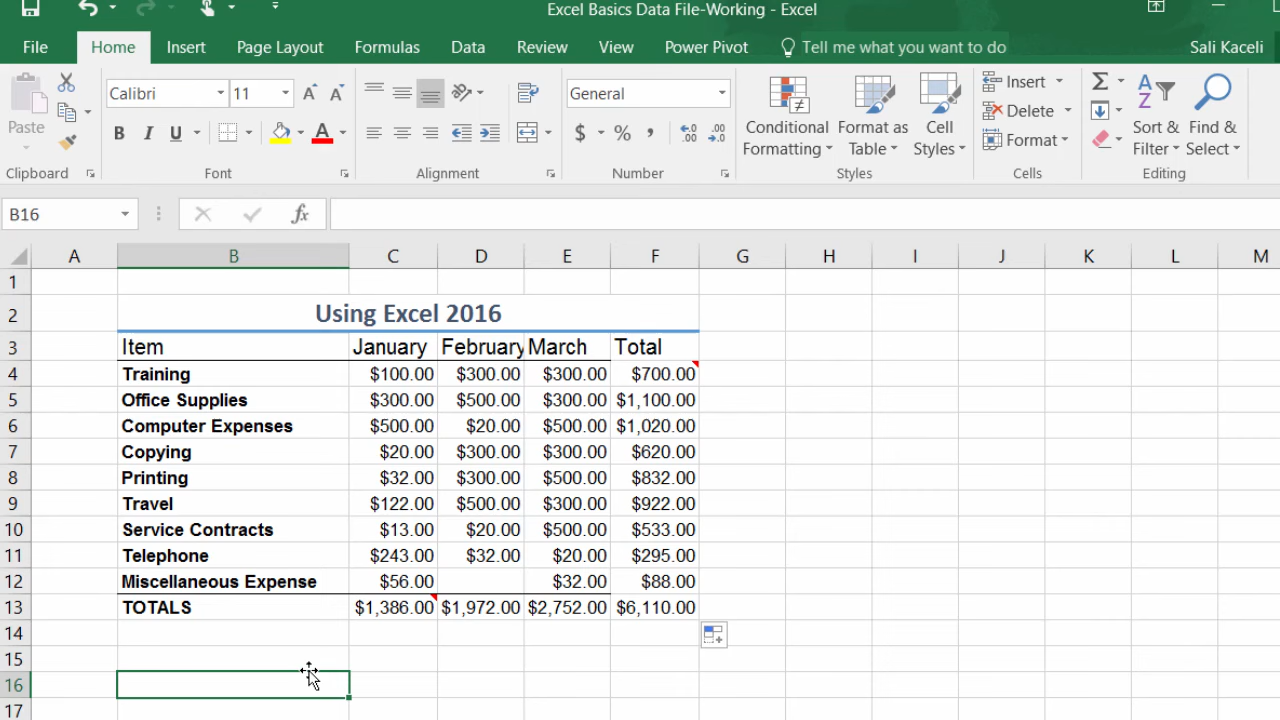 Excel Basics Data File-Working - Excel
File Home Insert Page Layout Formulas Data Review View Power Pivot Tell me what you want to do Sali Kaceli
Calibri 11 General Insert
Delete
Paste B I U A $ % , Conditional Format as Cell Sort & Find &
Formatting Table Styles Format Filter Select
Clipboard Font Alignment Number Styles Cells Editing
B16 fx
A B C D E F G H I J K L M
1
2 Using Excel 2016
3 Item January February March Total
4 Training $100.00 $300.00 $300.00 $700.00
5 Office Supplies $300.00 $500.00 $300.00 $1,100.00
6 Computer Expenses $500.00 $20.00 $500.00 $1,020.00
7 Copying $20.00 $300.00 $300.00 $620.00
8 Printing $32.00 $300.00 $500.00 $832.00
9 Travel $122.00 $500.00 $300.00 $922.00
10 Service Contracts $13.00 $20.00 $500.00 $533.00
11 Telephone $243.00 $32.00 $20.00 $295.00
12 Miscellaneous Expense $56.00 $32.00 $88.00
13 TOTALS $1,386.00 $1,972.00 $2,752.00 $6,110.00
14
15
16
17